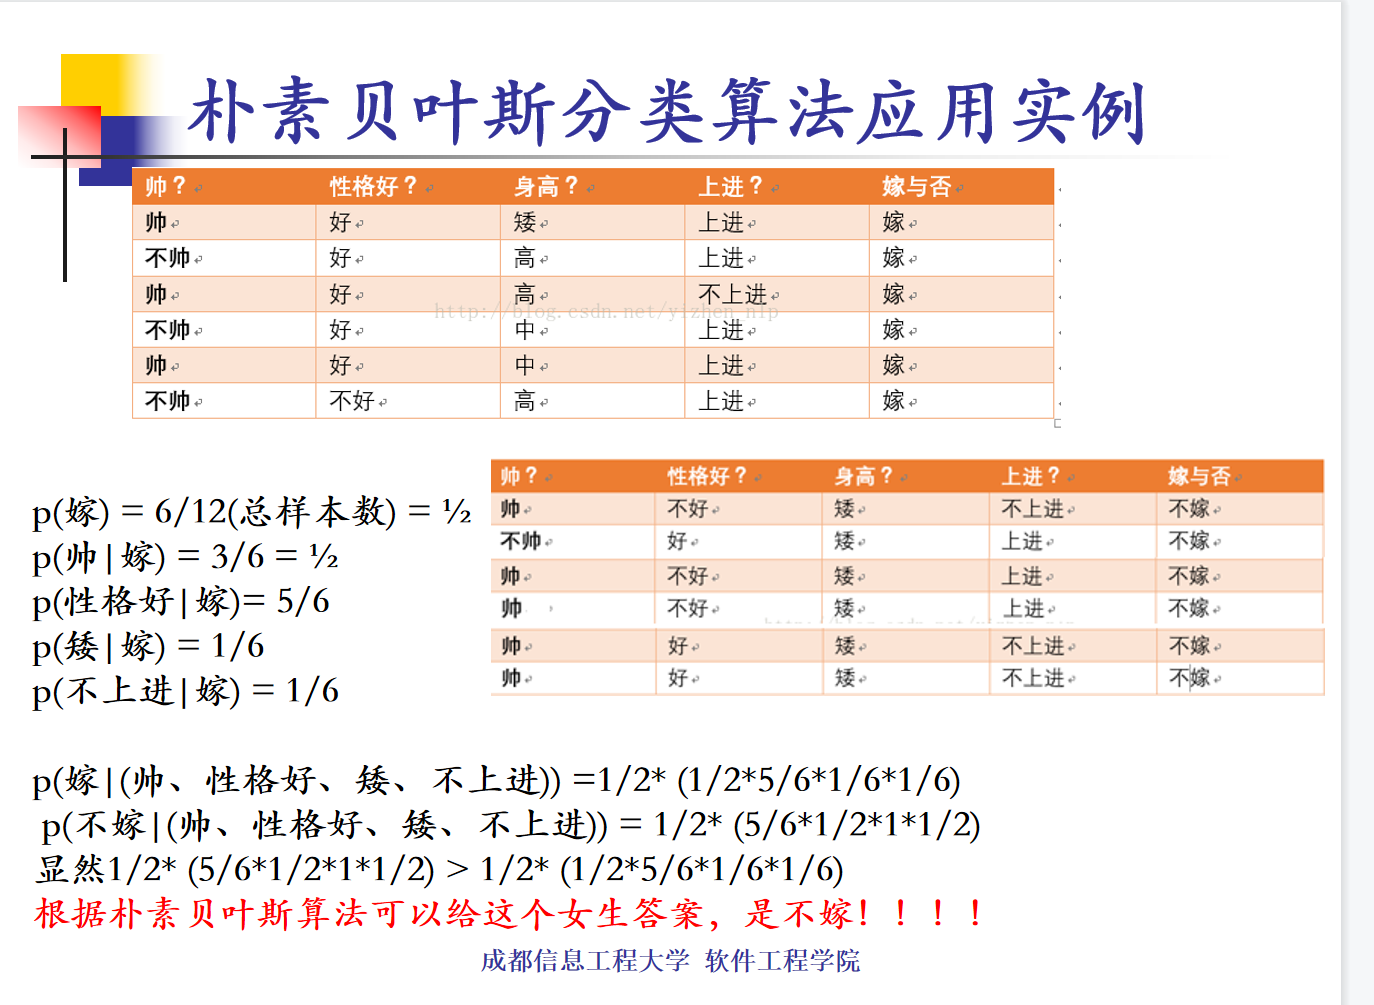 朴素贝叶斯分类算法应用实例
帅？ 性格好？ 身高？ 上进？ 嫁与否
帅 好 矮 上进 嫁
不帅 好 高 上进 嫁
帅 好 高 不上进 嫁
http://blog.csdn.net/yizhen_nlp
不帅 好 中 上进 嫁
帅 好 中 上进 嫁
不帅 不好 高 上进 嫁
帅？ 性格好？ 身高？ 上进？ 嫁与否
帅 不好 矮 不上进 不嫁
不帅 好 矮 上进 不嫁
帅 不好 矮 上进 不嫁
帅 不好 矮 上进 不嫁
帅 好 矮 不上进 不嫁
帅 好 矮 不上进 不嫁
p(嫁) = 6/12(总样本数) = ½
p(帅|嫁) = 3/6 = ½
p(性格好|嫁)= 5/6
p(矮|嫁) = 1/6
p(不上进|嫁) = 1/6
p(嫁|(帅、性格好、矮、不上进)) =1/2* (1/2*5/6*1/6*1/6)
p(不嫁|(帅、性格好、矮、不上进)) = 1/2* (5/6*1/2*1*1/2)
显然1/2* (5/6*1/2*1*1/2) > 1/2* (1/2*5/6*1/6*1/6)
根据朴素贝叶斯算法可以给这个女生答案，是不嫁！！！！
成都信息工程大学 软件工程学院